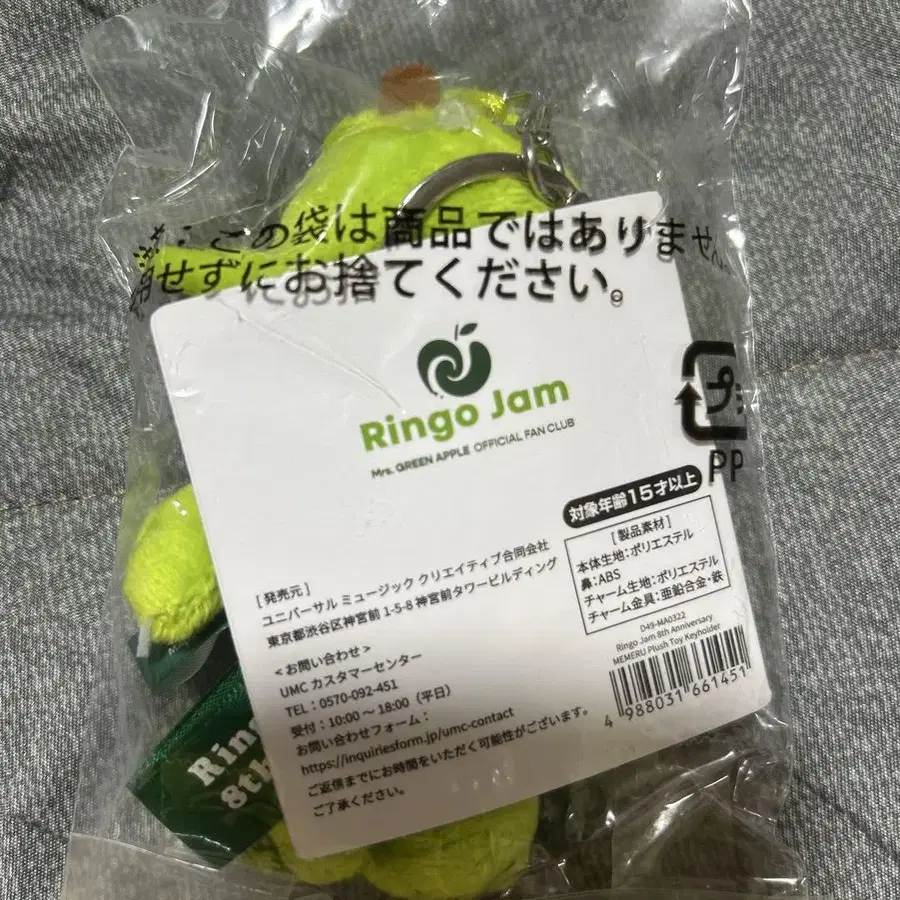 この袋は商品ではありません
用せずにお捨てください。
Ringo Jam
Mrs. GREEN APPLE OFFICIAL FAN CLUB
プ
PP
対象年齢15才以上
[製品素材]
本体生地:ポリエステル
鼻:ABS
チャーム生地:ポリエステル
チャーム金具:亜鉛合金・鉄
D49-MA0322
Ringo Jam 8th Anniversary
MEMERU Plush Toy Keyholder
4 988031 661451
[発売元]
ユニバーサル ミュージック クリエイティブ合同会社
東京都渋谷区神宮前 1-5-8 神宮前タワービルディング
<お問い合わせ>
UMC カスタマーセンター
TEL:0570-092-451
受付:10:00 ~ 18:00(平日)
お問い合わせフォーム:
https://inquiriesform.jp/umc-contact
ご返信までにお時間をいただく可能性がございます。
ご了承ください。
Ring
8th